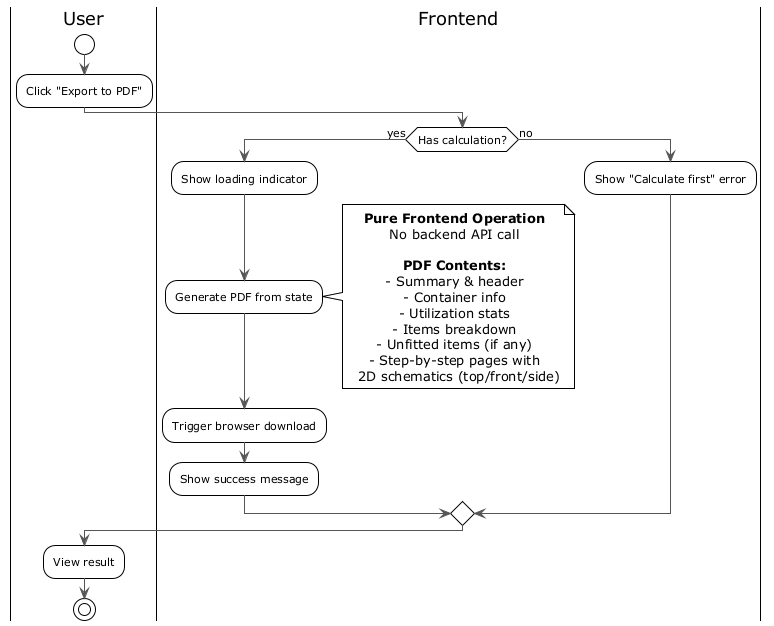 User
Frontend
Click "Export to PDF"
yes
Has calculation?
no
Show loading indicator
Show "Calculate first" error
Pure Frontend Operation
No backend API call
PDF Contents:
- Summary & header
- Container info
- Utilization stats
- Items breakdown
- Unfitted items (if any)
- Step-by-step pages with
2D schematics (top/front/side)
Generate PDF from state
Trigger browser download
Show success message
View result